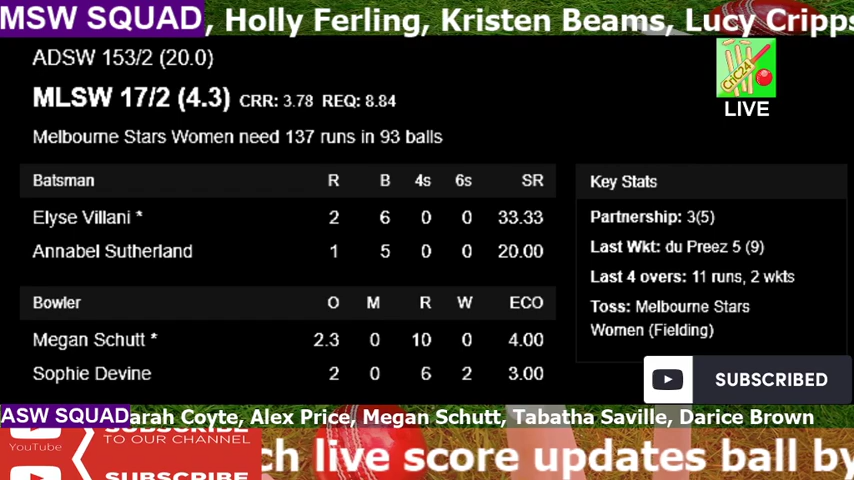 MSW SQUAD, Holly Ferling, Kristen Beams, Lucy Cripps
ADSW 153/2 (20.0)
MLSW 17/2 (4.3) CRR: 3.78 REQ: 8.84
Melbourne Stars Women need 137 runs in 93 balls
CriC24
LIVE
Batsman R B 4s 6s SR
Elyse Villani * 2 6 0 0 33.33
Annabel Sutherland 1 5 0 0 20.00
Bowler O M R W ECO
Megan Schutt * 2.3 0 10 0 4.00
Sophie Devine 2 0 6 2 3.00
Key Stats
Partnership: 3(5)
Last Wkt: du Preez 5 (9)
Last 4 overs: 11 runs, 2 wkts
Toss: Melbourne Stars
Women (Fielding)
SUBSCRIBED
ASW SQUAD arah Coyte, Alex Price, Megan Schutt, Tabatha Saville, Darice Brown
YouTube
SUBSCRIBE
TO OUR CHANNEL
SUBSCRIBE
ch live score updates ball by